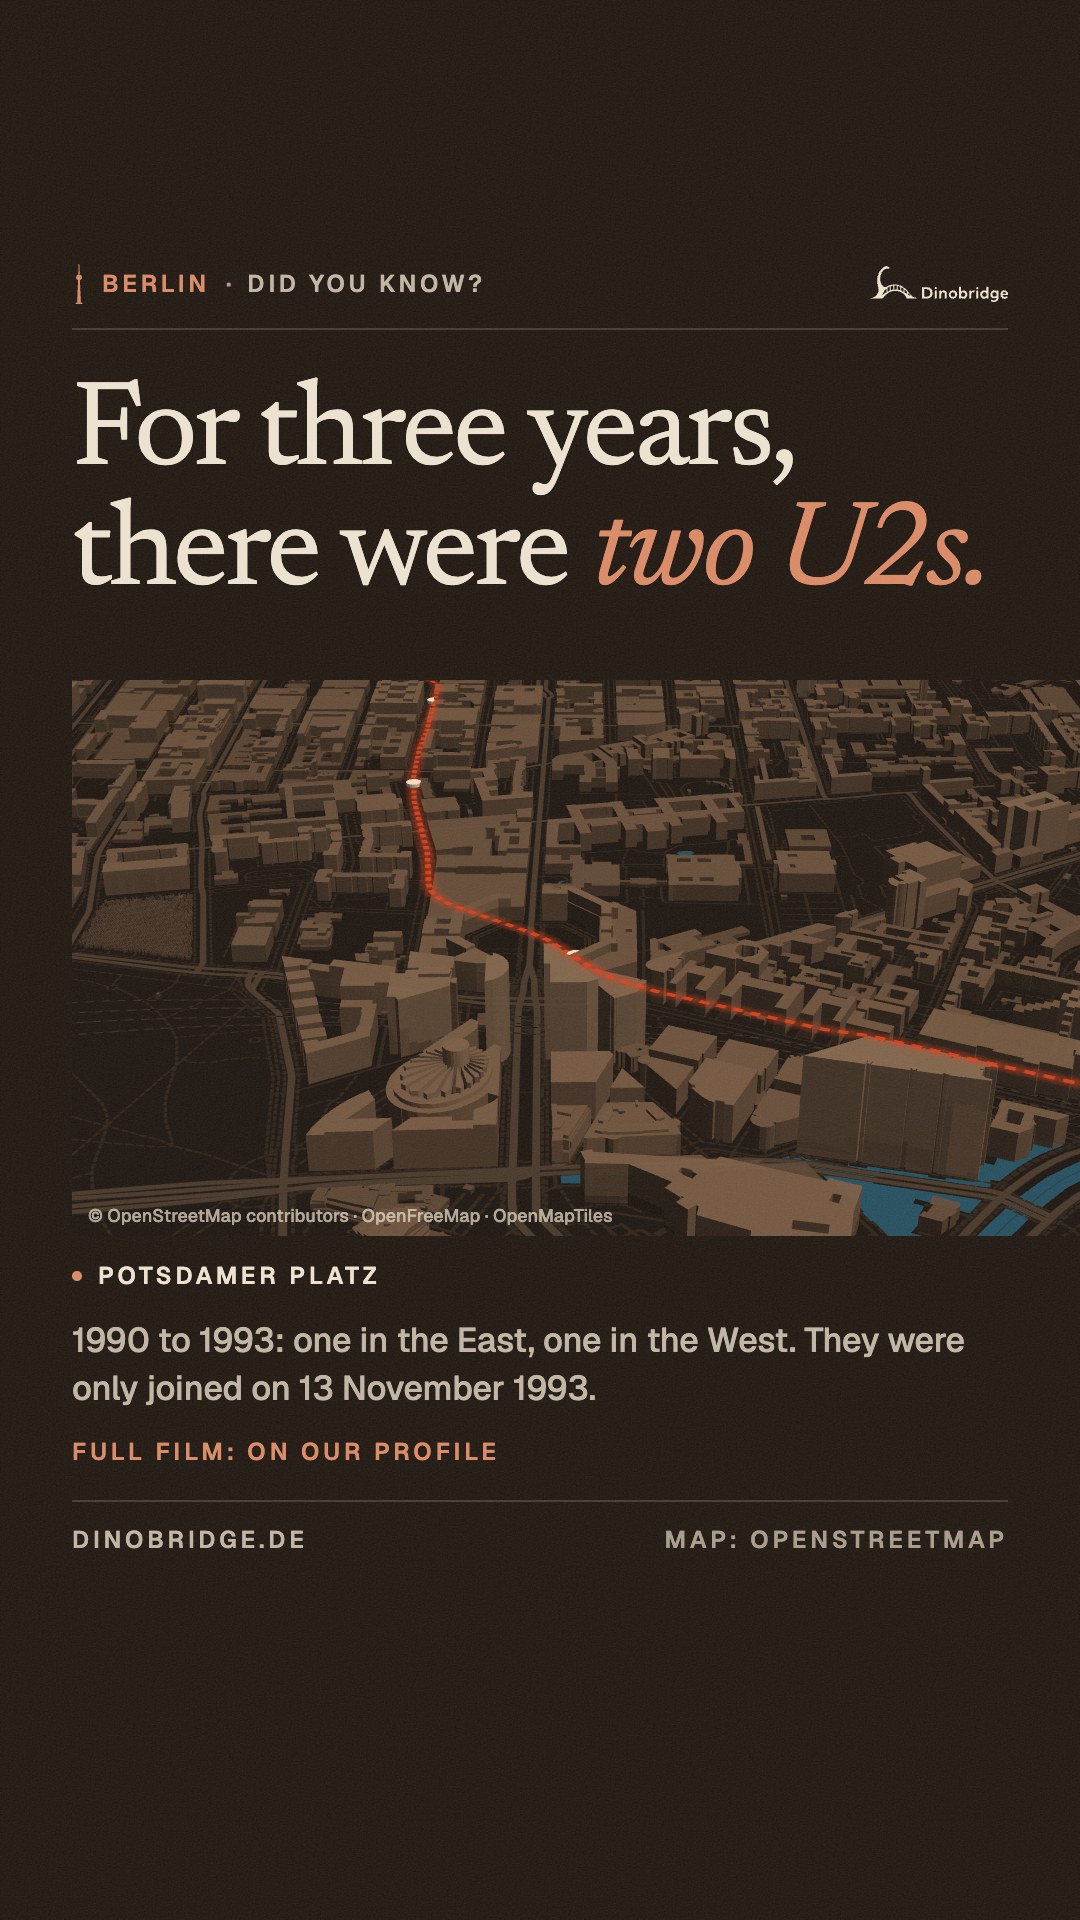 BERLIN · DID YOU KNOW?
Dinobridge
For three years,
there were two U2s.
© OpenStreetMap contributors · OpenFreeMap · OpenMapTiles
POTSDAMER PLATZ
1990 to 1993: one in the East, one in the West. They were
only joined on 13 November 1993.
FULL FILM: ON OUR PROFILE
DINOBRIDGE.DE
MAP: OPENSTREETMAP